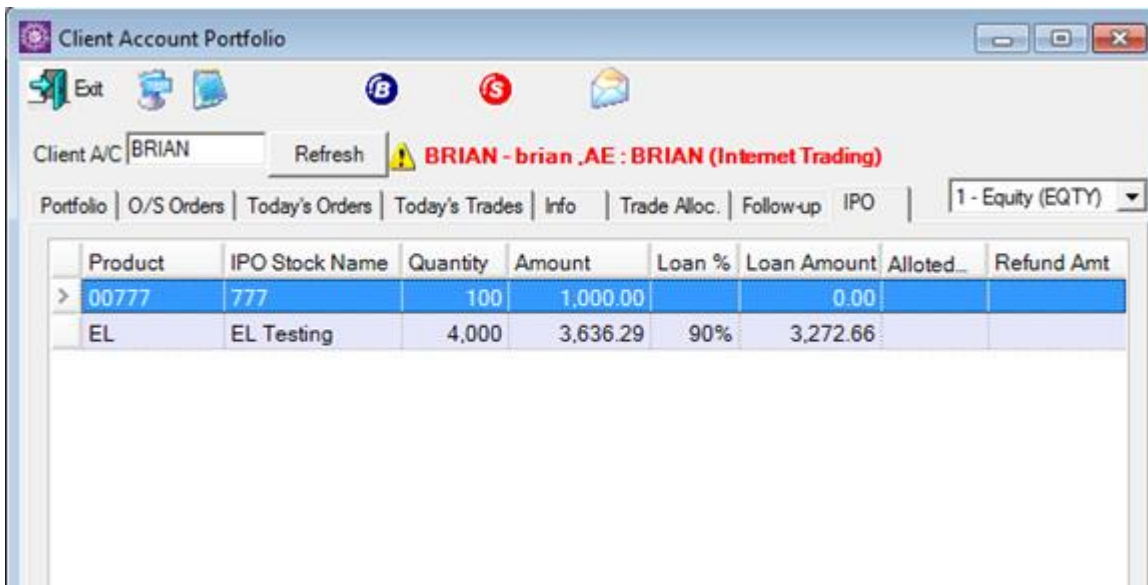 Client Account Portfolio
Exit B S
Client A/C BRIAN Refresh BRIAN - brian ,AE : BRIAN (Internet Trading)
Portfolio O/S Orders Today's Orders Today's Trades Info Trade Alloc. Follow-up IPO 1 - Equity (EQTY)
Product IPO Stock Name Quantity Amount Loan % Loan Amount Alloted... Refund Amt
> 00777 777 100 1,000.00 0.00
EL EL Testing 4,000 3,636.29 90% 3,272.66